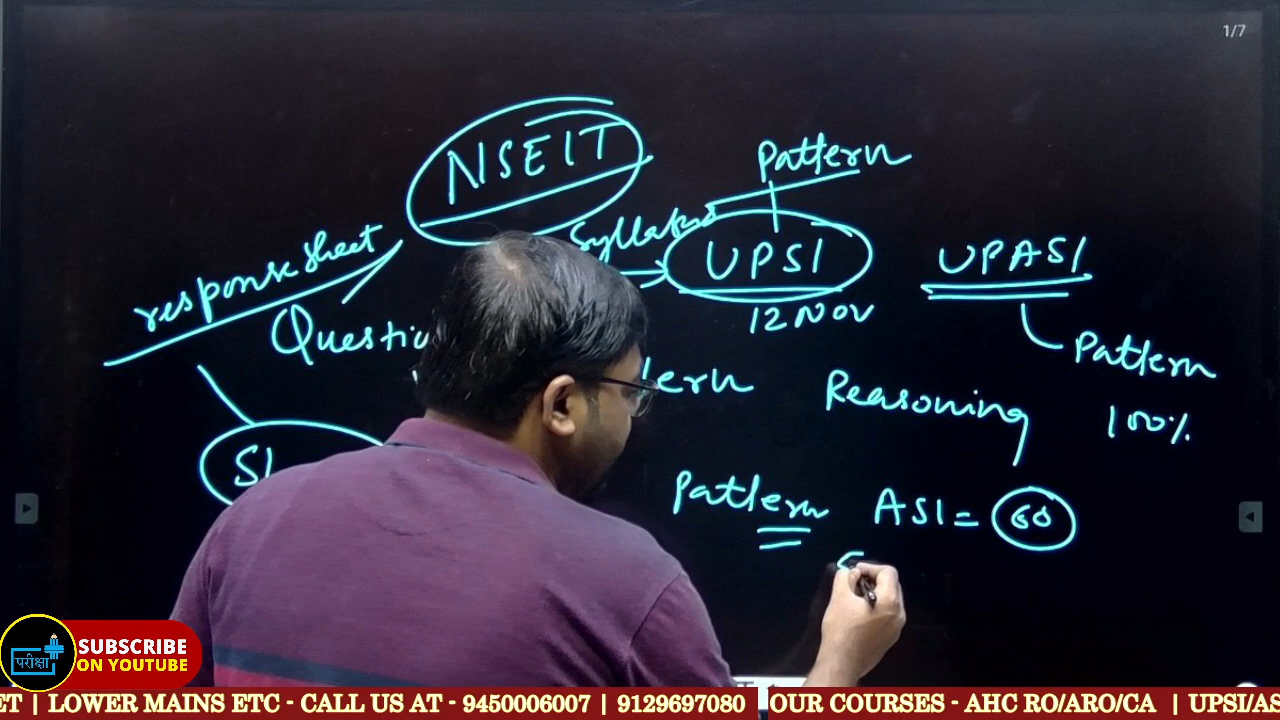 1/7
NSEIT
Pattern
Syllabus
response sheet
UPSI
UPASI
12 Nov
Pattern
Reasoning
100%
SI
Pattern
ASI = 60
परीक्षा
SUBSCRIBE
ON YOUTUBE
ET | LOWER MAINS ETC - CALL US AT - 9450006007 | 9129697080 | OUR COURSES - AHC RO/ARO/CA | UPSI/AS